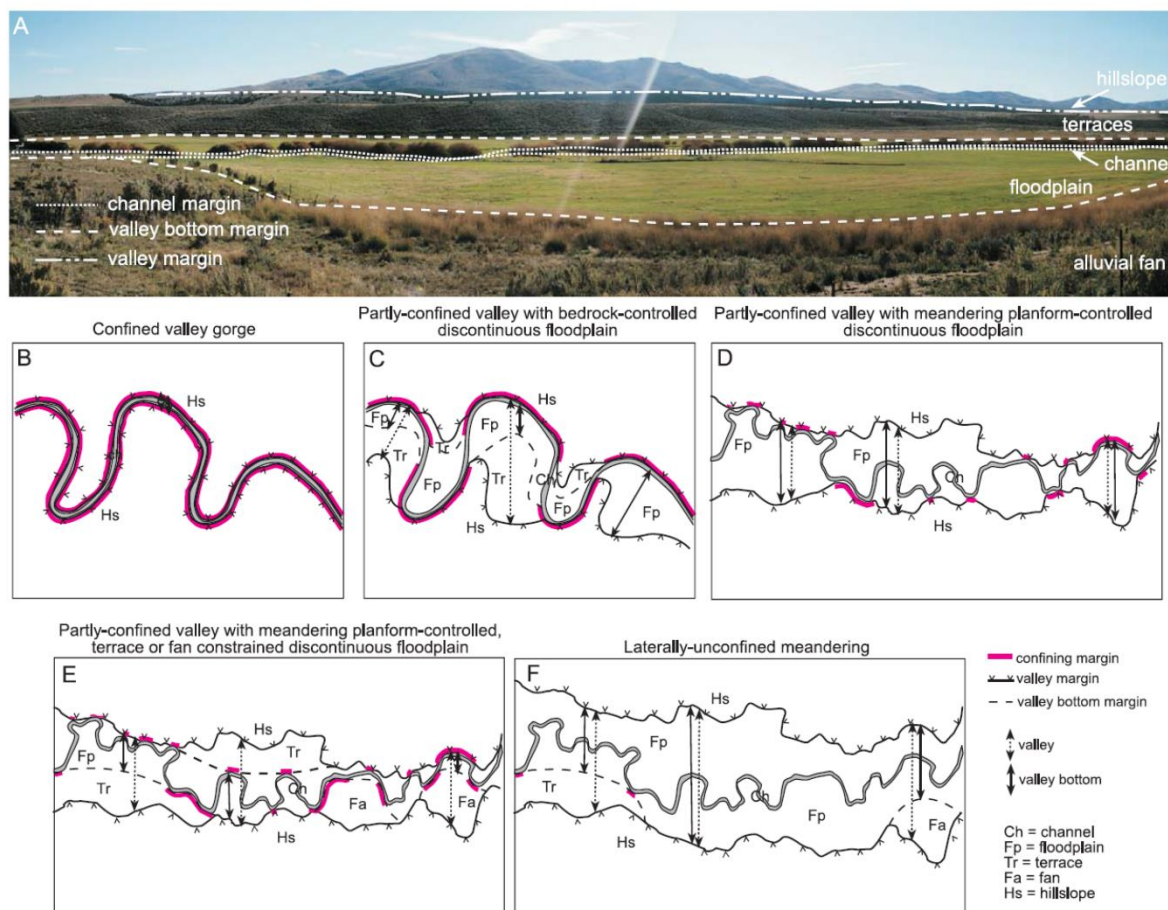 A
hillslope
terraces
channe
floodplain
channel margin
valley bottom margin
valley margin
alluvial fan
Confined valley gorge
Partly-confined valley with bedrock-controlled
discontinuous floodplain
Partly-confined valley with meandering planform-controlled
discontinuous floodplain
B
Hs
Hs
C
Fp
Tr
Tr
Fp
Fp
Tr
Hs
Hs
Ch
Fp
Fp
D
Fp
Fp
Hs
Ch
Hs
Partly-confined valley with meandering planform-controlled,
terrace or fan constrained discontinuous floodplain
Laterally-unconfined meandering
E
Fp
Tr
Hs
Tr
Ch
Fa
Fa
Hs
F
Fp
Tr
Hs
Hs
Ch
Fp
Fa
confining margin
valley margin
valley bottom margin
valley
valley bottom
Ch = channel
Fp = floodplain
Tr = terrace
Fa = fan
Hs = hillslope